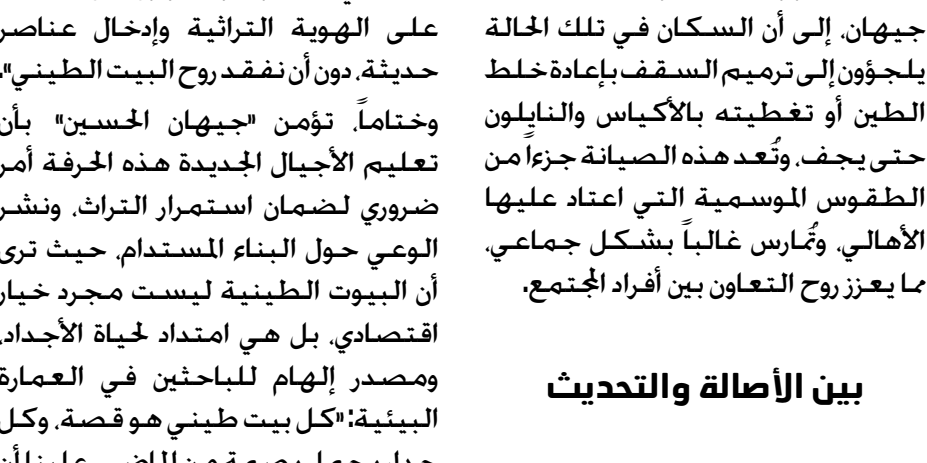 جيهان، إلى أن السكان في تلك الحالة
يلجؤون إلى ترميم السقف بإعادة خلط
الطين أو تغطيته بالأكياس والنايلون
حتى يجف، وتُعد هذه الصيانة جزءاً من
الطقوس الموسمية التي اعتاد عليها
الأهالي، وتُمارس غالباً بشكل جماعي،
مما يعزز روح التعاون بين أفراد المجتمع.
بين الأصالة والتحديث
على الهوية التراثية وإدخال عناصر
حديثة، دون أن نفقد روح البيت الطيني".
وختاماً، تؤمن "جيهان الحسين" بأن
تعليم الأجيال الجديدة هذه الحرفة أمر
ضروري لضمان استمرار التراث، ونشر
الوعي حول البناء المستدام، حيث ترى
أن البيوت الطينية ليست مجرد خيار
اقتصادي، بل هي امتداد لحياة الأجداد،
ومصدر إلهام للباحثين في العمارة
البيئية: "كل بيت طيني هو قصة، وكل